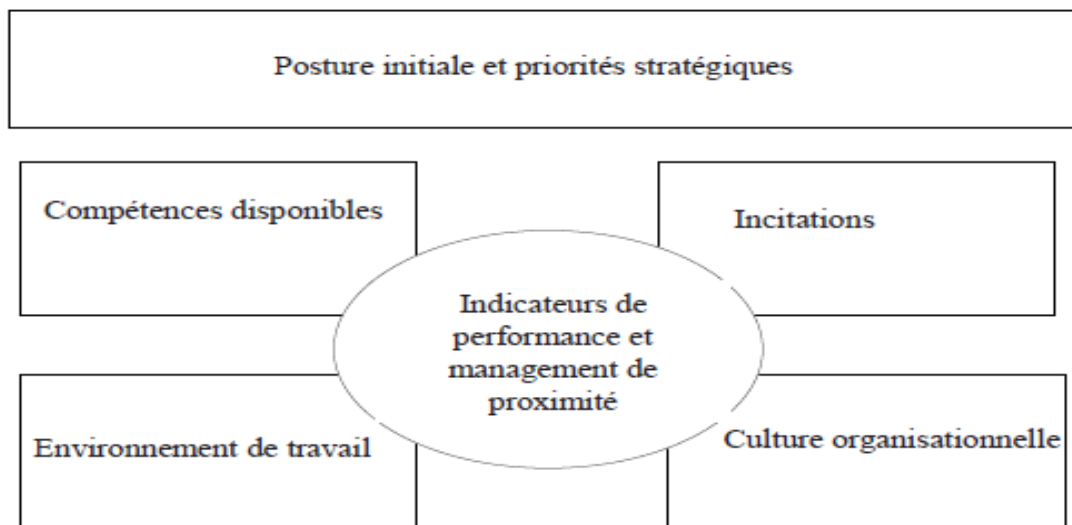 Posture initiale et priorités stratégiques
Compétences disponibles
Incitations
Indicateurs de
performance et
management de
proximité
Environnement de travail
Culture organisationnelle